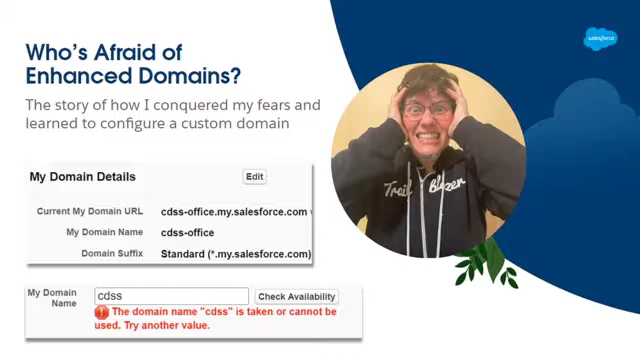 Who's Afraid of
Enhanced Domains?
The story of how I conquered my fears and
learned to configure a custom domain
salesforce
My Domain Details
Edit
Current My Domain URL cdss-office.my.salesforce.com
My Domain Name cdss-office
Domain Suffix Standard (*.my.salesforce.com)
Trail Blazer
My Domain
Name
cdss
Check Availability
The domain name "cdss" is taken or cannot be
used. Try another value.